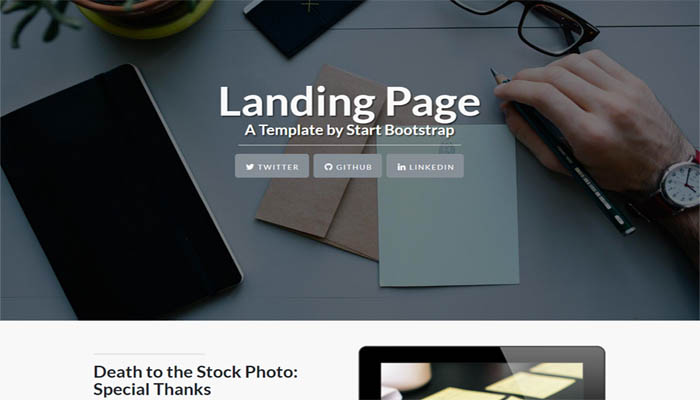 Landing Page
A Template by Start Bootstrap
TWITTER GITHUB LINKEDIN
Death to the Stock Photo:
Special Thanks